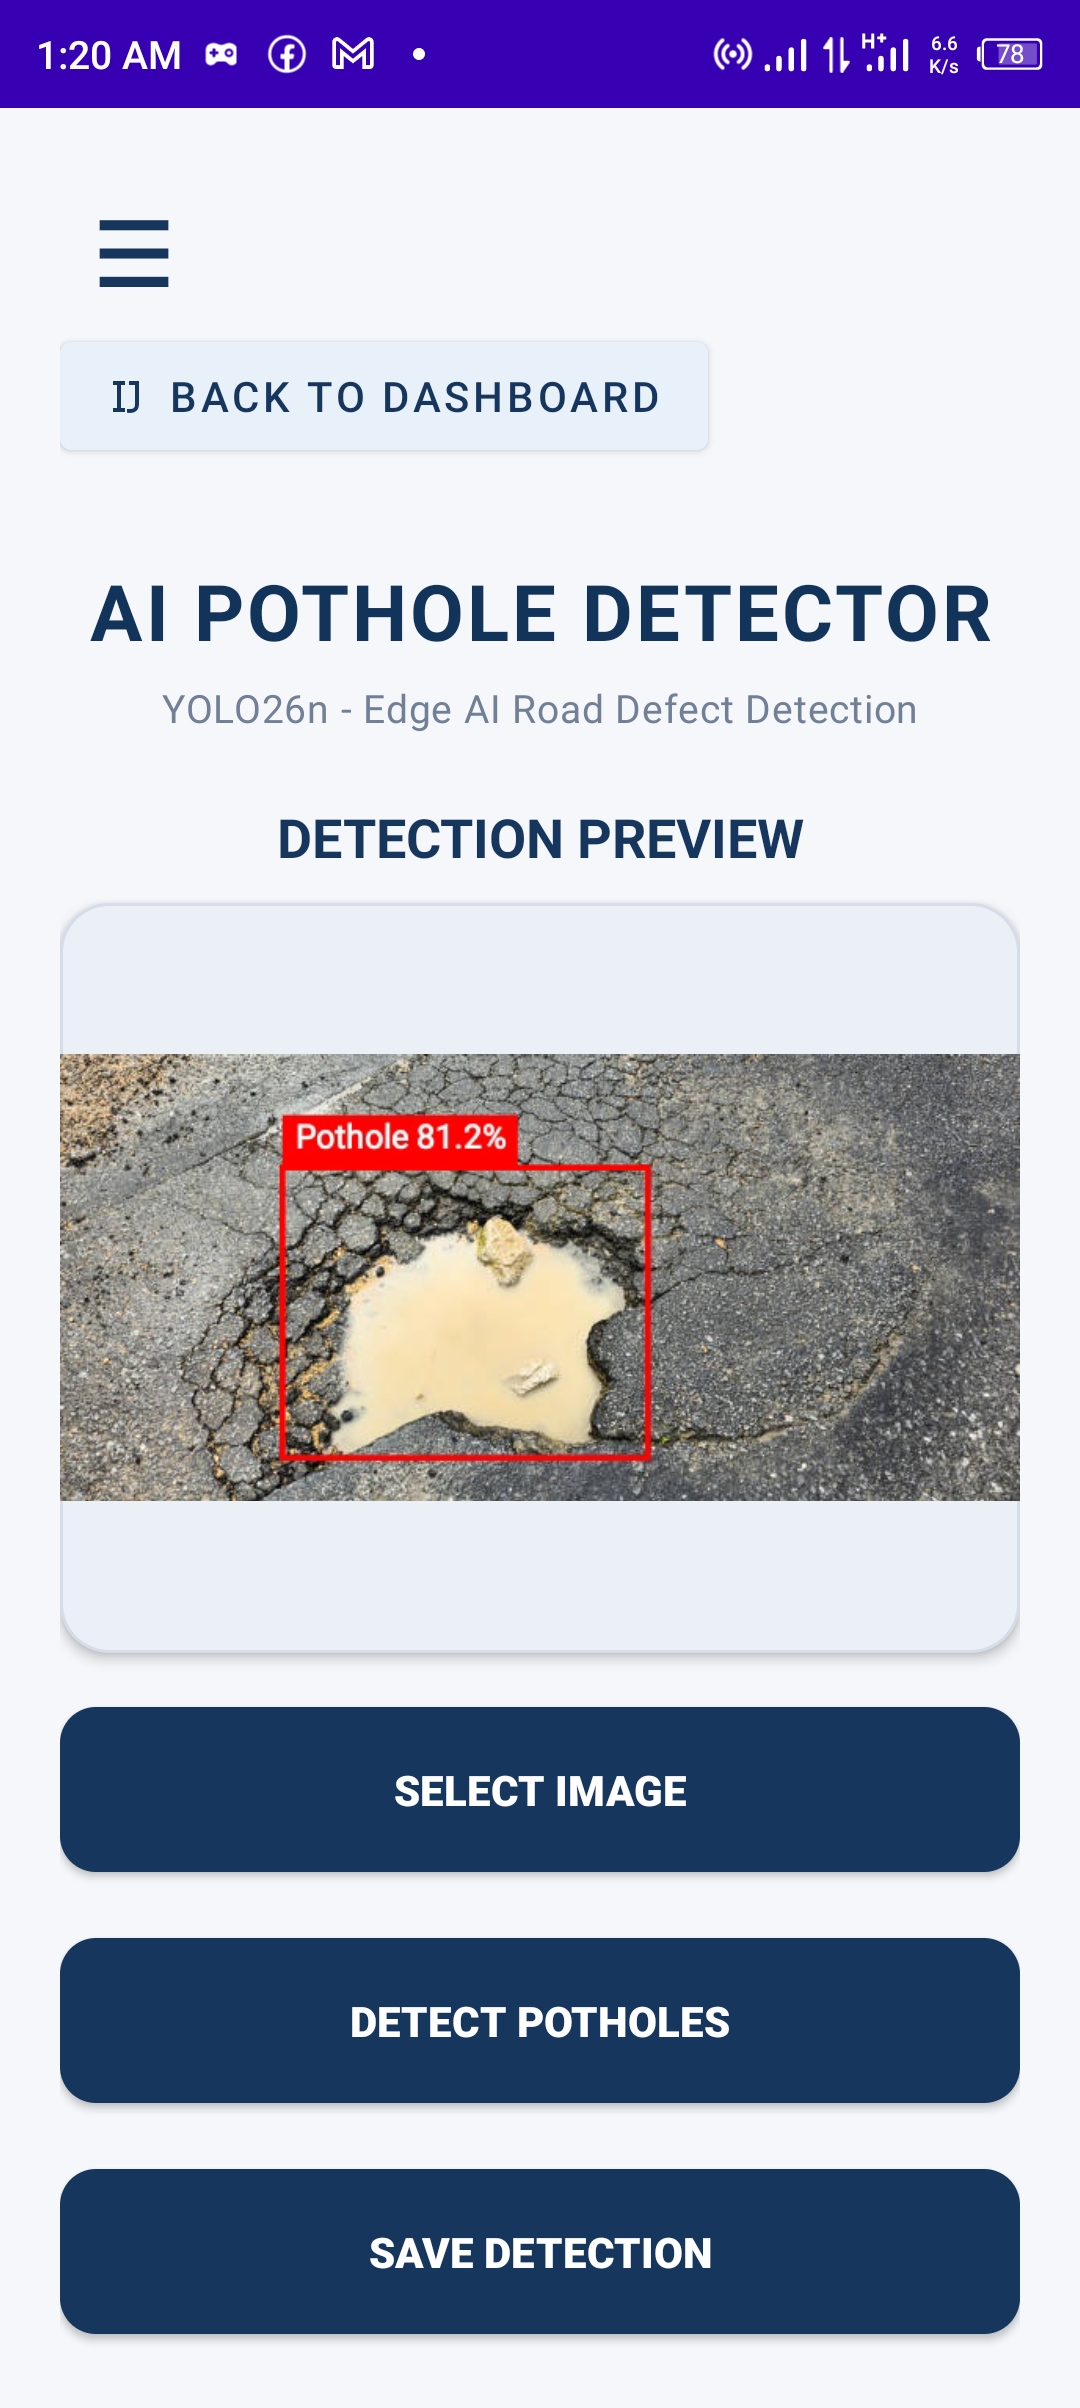 1:20 AM
H+
6.6
K/s
78
BACK TO DASHBOARD
AI POTHOLE DETECTOR
YOLO26n - Edge AI Road Defect Detection
DETECTION PREVIEW
Pothole 81.2%
SELECT IMAGE
DETECT POTHOLES
SAVE DETECTION